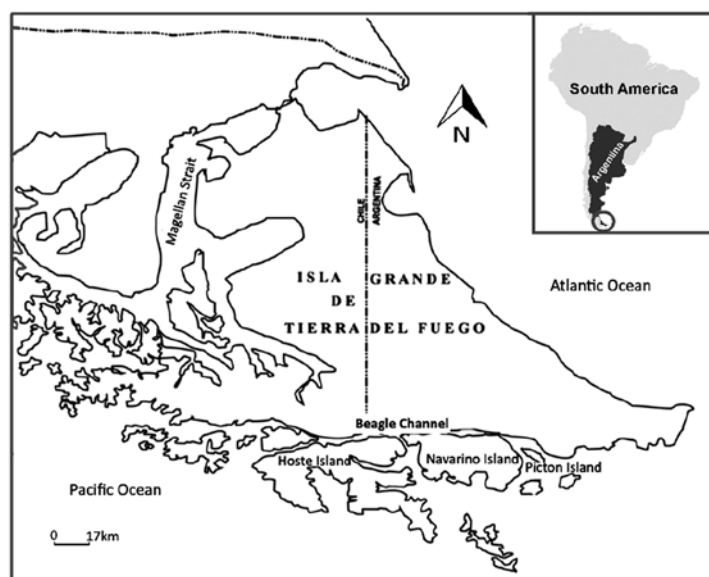 South America
Argentina
Magellan Strait
N
CHILE
ARGENTINA
ISLA GRANDE
DE
TIERRA DEL FUEGO
Atlantic Ocean
Beagle Channel
Hoste Island
Navarino Island
Picton Island
Pacific Ocean
0 17km